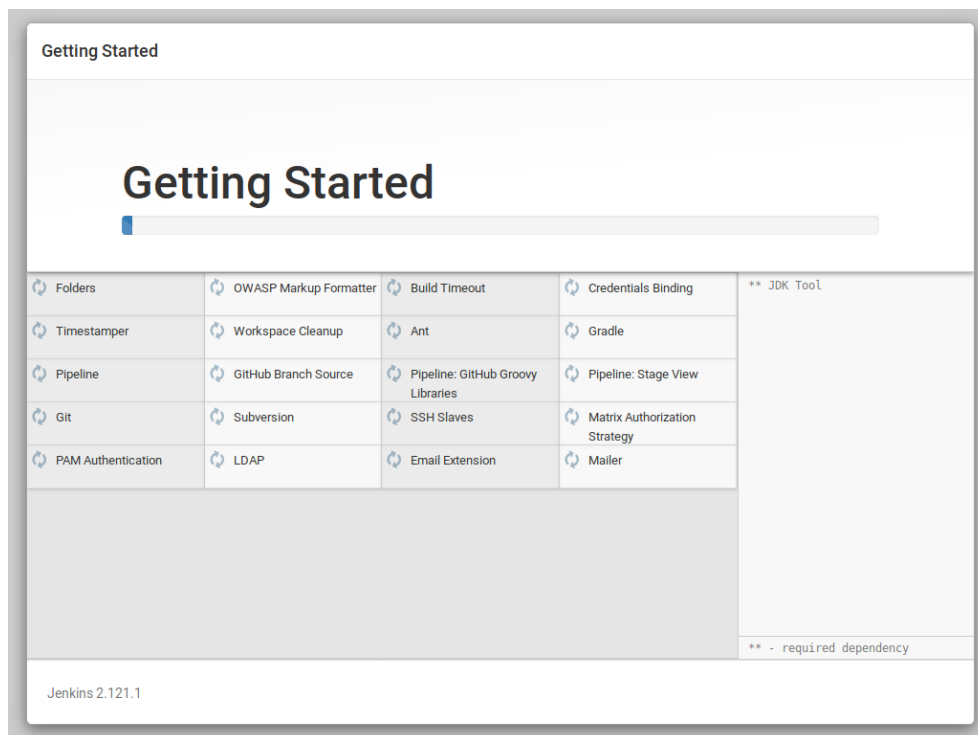 Getting Started
Getting Started
Folders
OWASP Markup Formatter
Build Timeout
Credentials Binding
** JDK Tool
Timestamper
Workspace Cleanup
Ant
Gradle
Pipeline
GitHub Branch Source
Pipeline: GitHub Groovy
Libraries
Pipeline: Stage View
Git
Subversion
SSH Slaves
Matrix Authorization
Strategy
PAM Authentication
LDAP
Email Extension
Mailer
** - required dependency
Jenkins 2.121.1